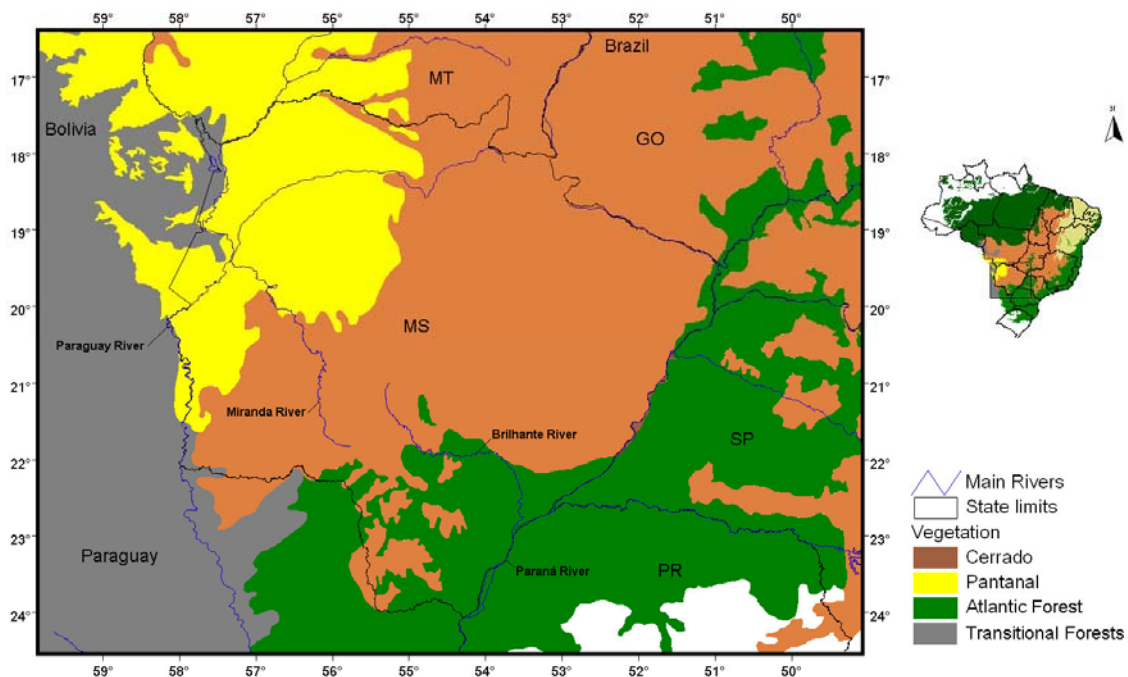 59° 58° 57° 56° 55° 54° 53° 52° 51° 50°
Brazil
17° 17°
MT
Bolivia
GO
18° 18°
19° 19°
20° 20°
MS
Paraguay River
21° 21°
Miranda River
Brilhante River
SP
22° 22°
23° 23°
Paraguay
Paraná River
PR
24° 24°
59° 58° 57° 56° 55° 54° 53° 52° 51° 50°
Main Rivers
State limits
Vegetation
Cerrado
Pantanal
Atlantic Forest
Transitional Forests